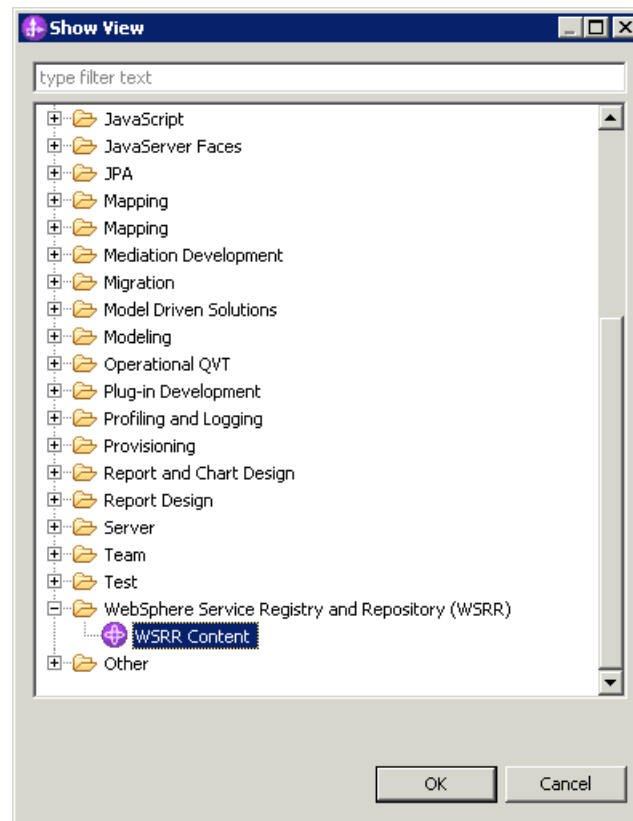 Show View
type filter text
JavaScript
JavaServer Faces
JPA
Mapping
Mapping
Mediation Development
Migration
Model Driven Solutions
Modeling
Operational QVT
Plug-in Development
Profiling and Logging
Provisioning
Report and Chart Design
Report Design
Server
Team
Test
WebSphere Service Registry and Repository (WSRR)
WSRR Content
Other
OK Cancel